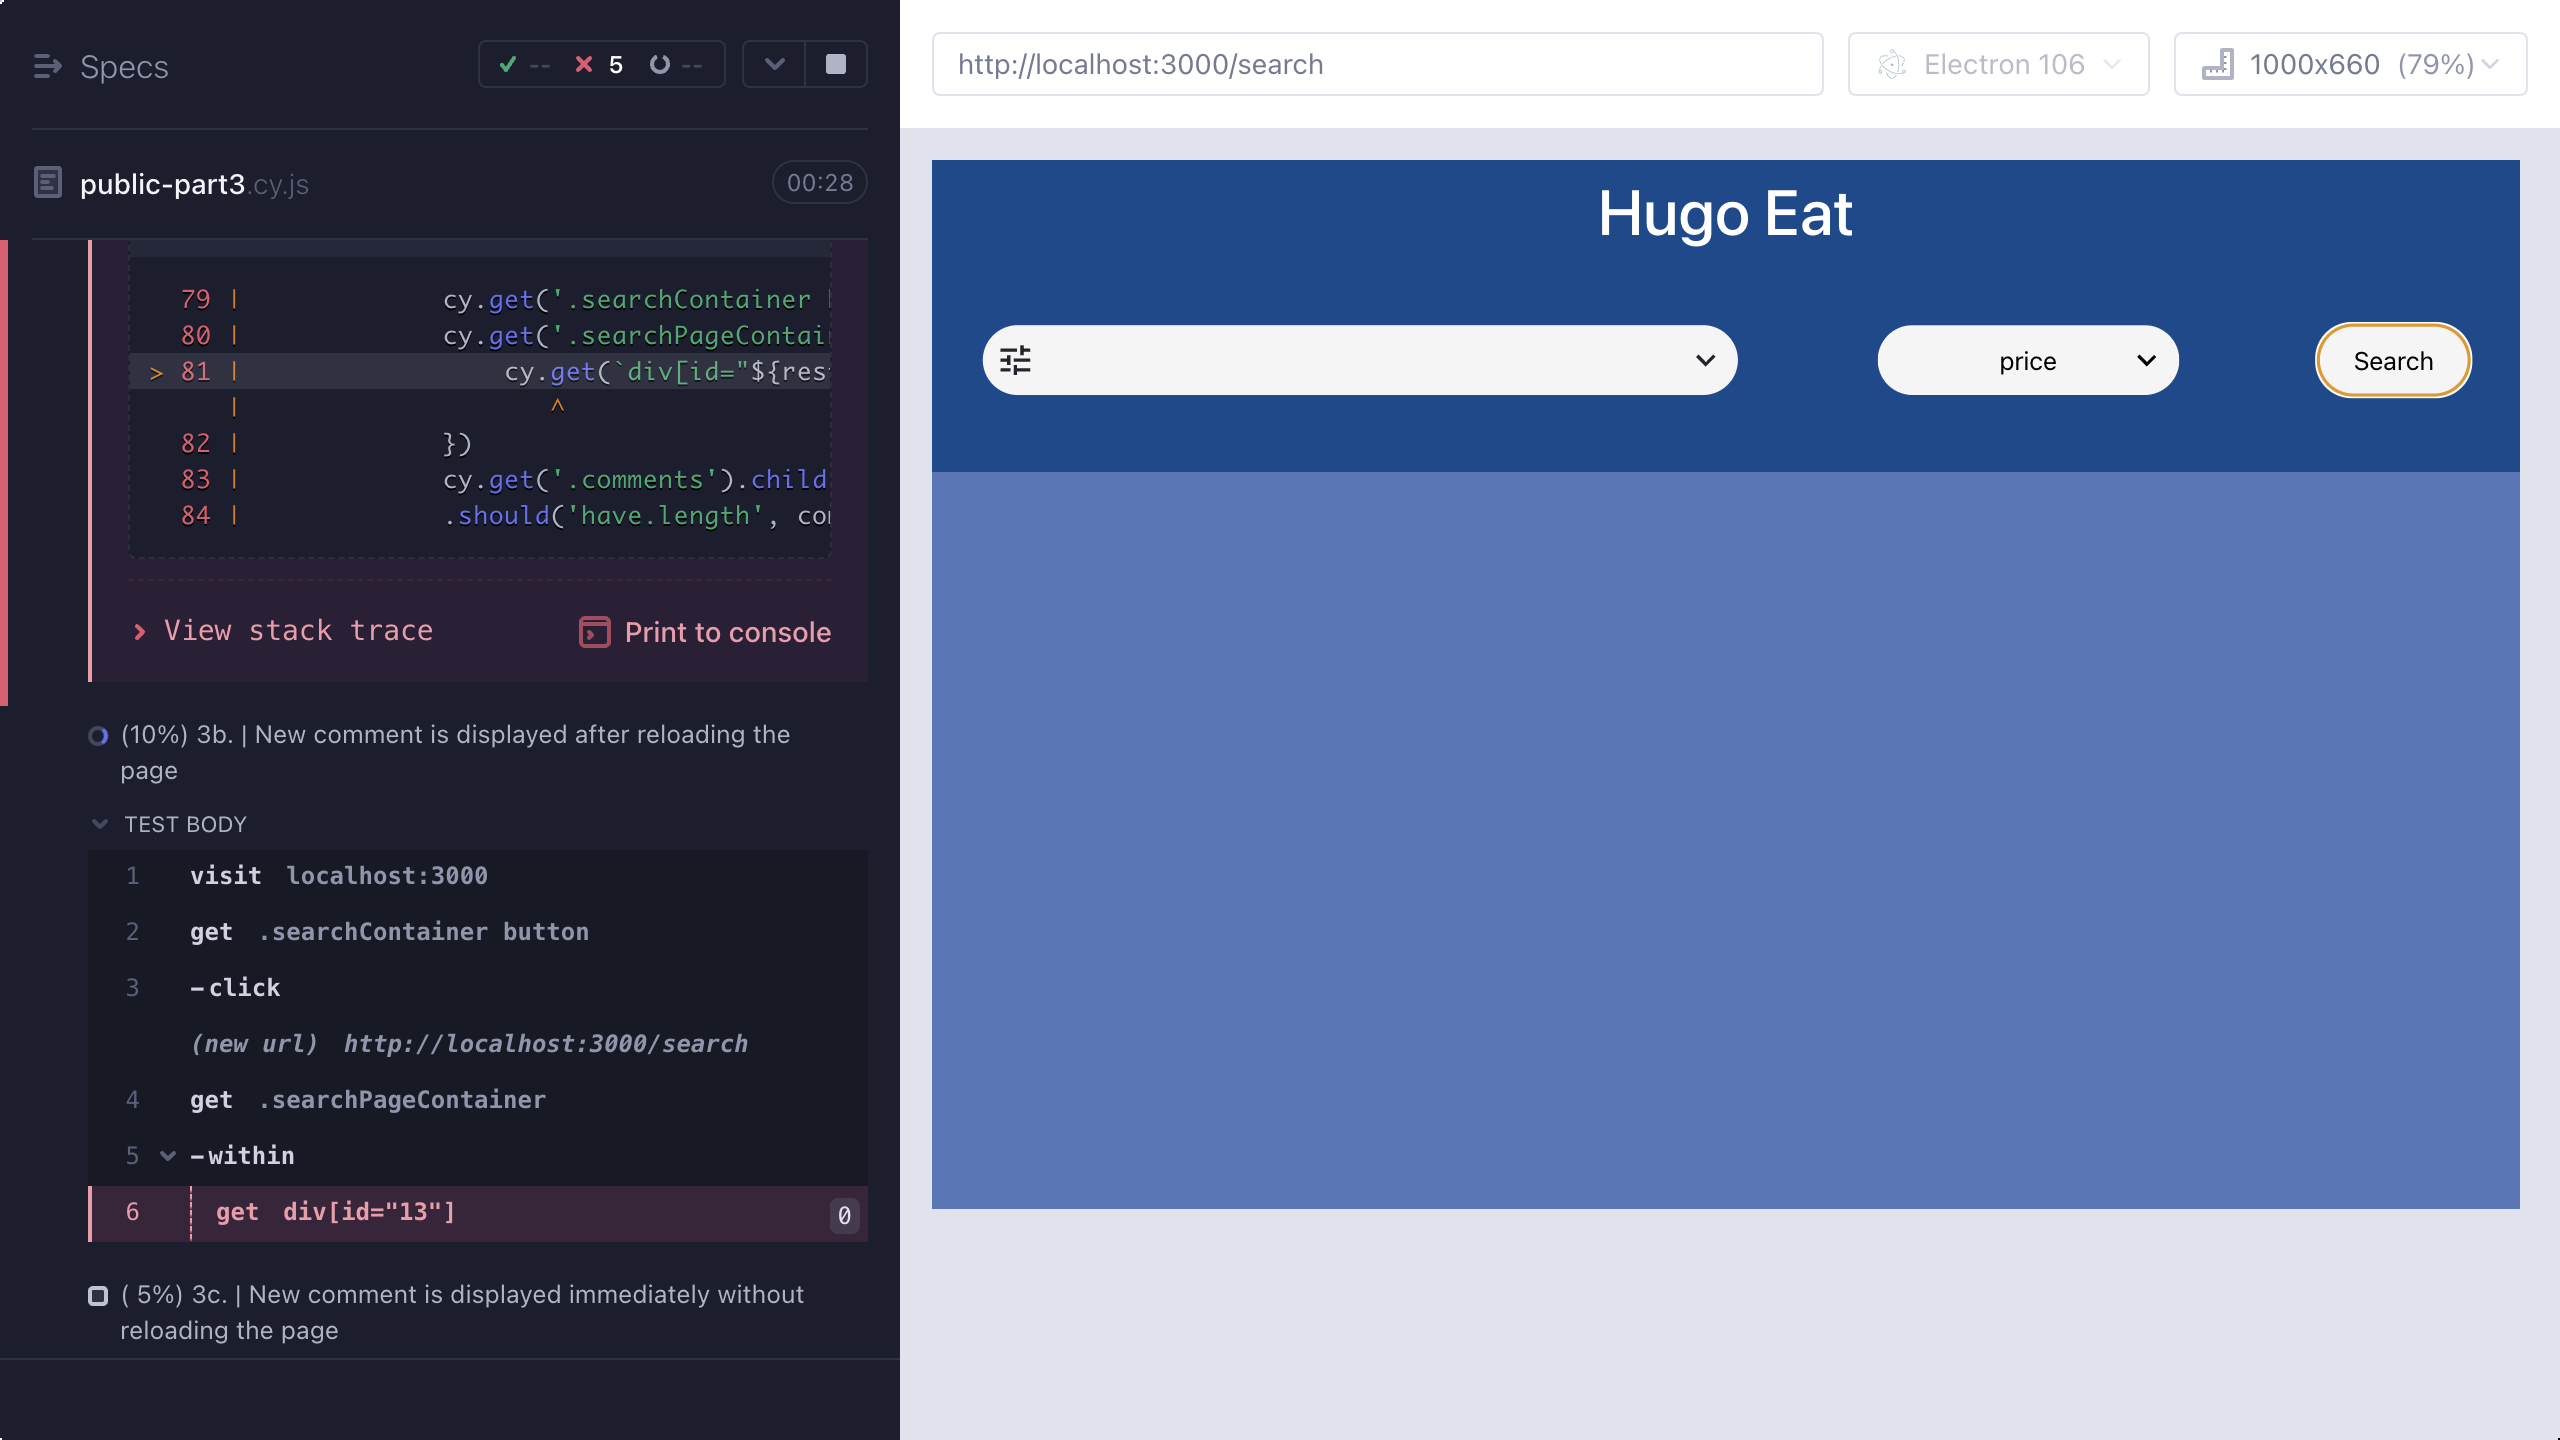 Specs
-- 5 --
public-part3.cy.js
00:28
79 | cy.get('.searchContainer
80 | cy.get('.searchPageContai
> 81 | cy.get(`div[id="${res
| ^
82 | })
83 | cy.get('.comments').child
84 | .should('have.length', co
View stack trace
Print to console
(10%) 3b. | New comment is displayed after reloading the
page
TEST BODY
1 visit localhost:3000
2 get .searchContainer button
3 -click
(new url) http://localhost:3000/search
4 get .searchPageContainer
5 -within
6 get div[id="13"] 0
( 5%) 3c. | New comment is displayed immediately without
reloading the page
http://localhost:3000/search
Electron 106
1000x660 (79%)
Hugo Eat
price
Search